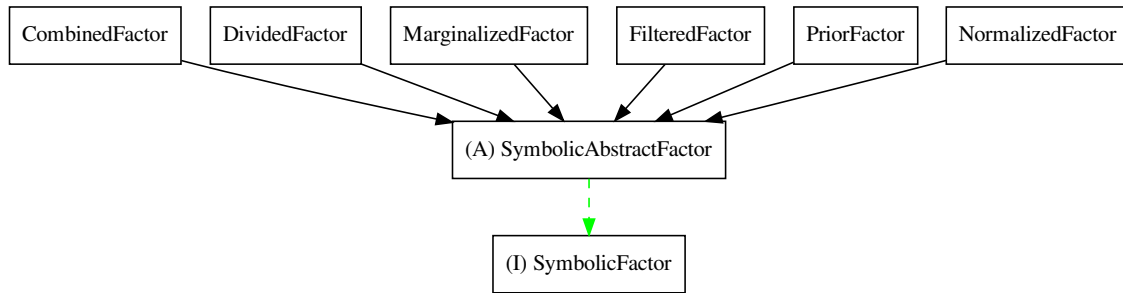 CombinedFactor
DividedFactor
MarginalizedFactor
FilteredFactor
PriorFactor
NormalizedFactor
(A) SymbolicAbstractFactor
(I) SymbolicFactor